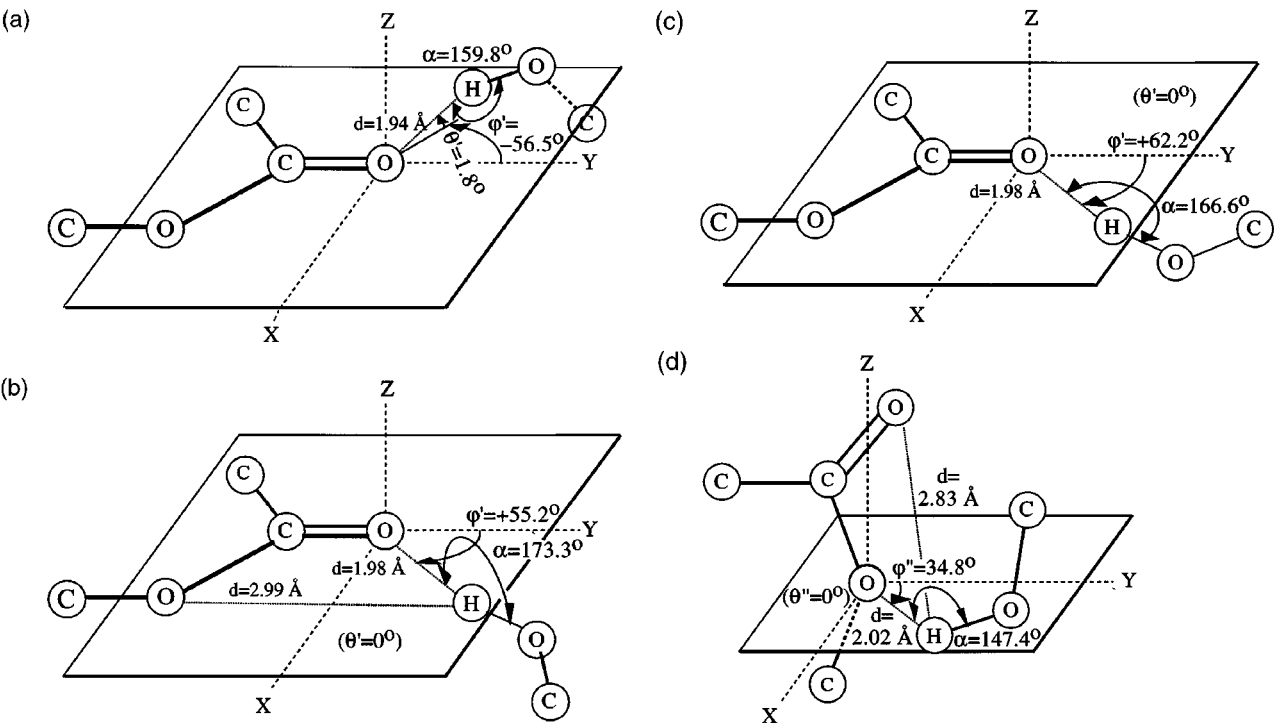 (a)
Z
α=159.8°
O
H
C
d=1.94 Å
φ'=
-56.5°
θ'=1.8°
C
O
Y
C
O
X
(b)
Z
C
C
O
φ'=+55.2°
Y
α=173.3°
d=1.98 Å
C
O
d=2.99 Å
H
(θ'=0°)
O
X
C
(c)
Z
C
(θ'=0°)
φ'=+62.2°
C
O
Y
d=1.98 Å
α=166.6°
C
O
H
C
O
X
(d)
Z
O
C
C
d=
2.83 Å
C
φ"=34.8°
O
Y
(θ"=0°)
O
d=
2.02 Å
H
α=147.4°
C
X